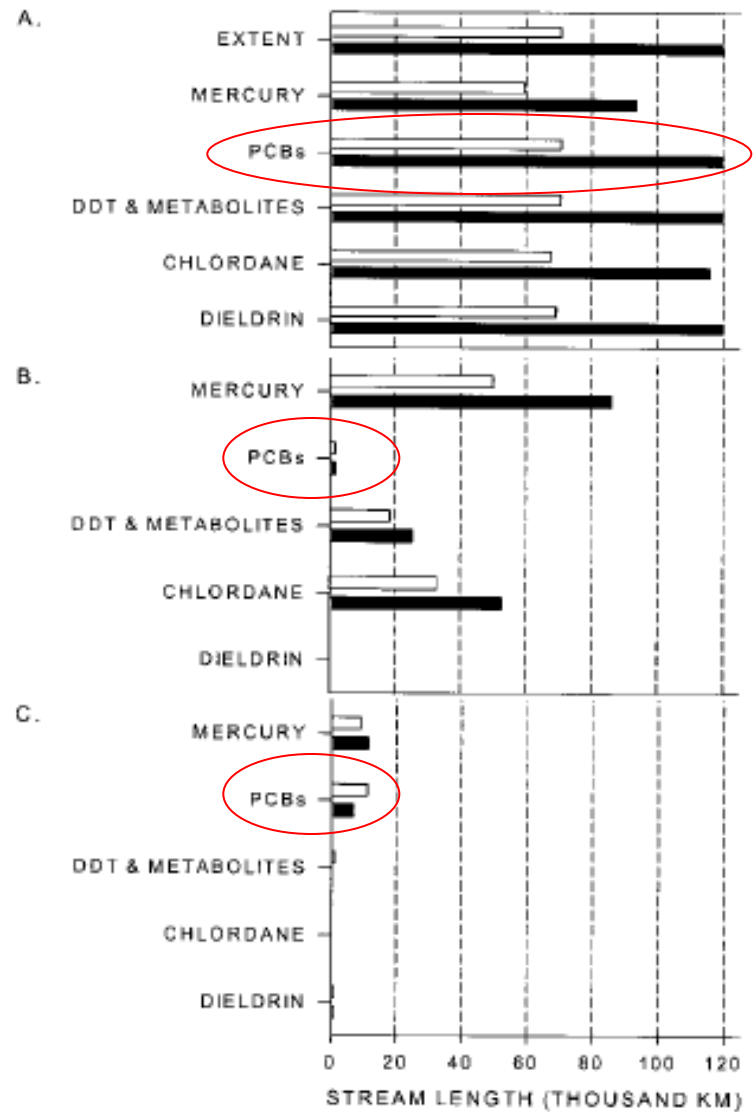 A.
EXTENT
MERCURY
PCBs
DDT & METABOLITES
CHLORDANE
DIELDRIN
B.
MERCURY
PCBs
DDT & METABOLITES
CHLORDANE
DIELDRIN
C.
MERCURY
PCBs
DDT & METABOLITES
CHLORDANE
DIELDRIN
0 20 40 60 80 100 120
STREAM LENGTH (THOUSAND KM)